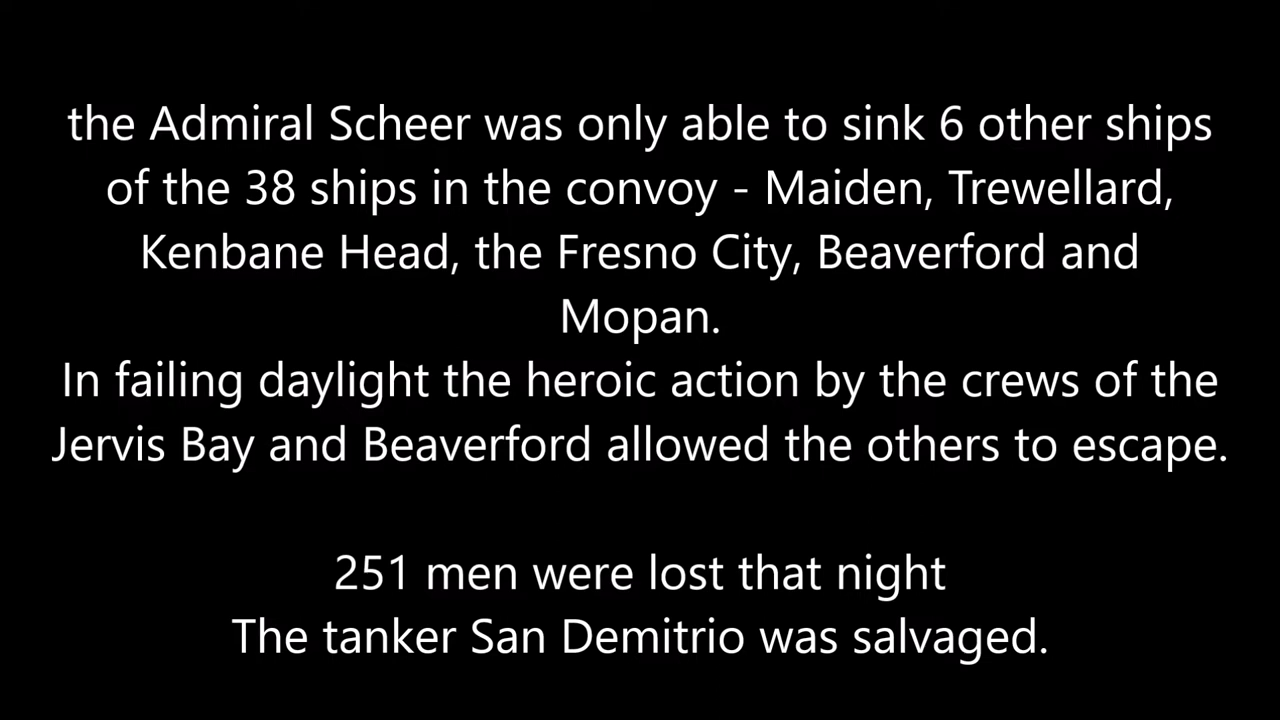 the Admiral Scheer was only able to sink 6 other ships
of the 38 ships in the convoy - Maiden, Trewellard,
Kenbane Head, the Fresno City, Beaverford and
Mopan.
In failing daylight the heroic action by the crews of the
Jervis Bay and Beaverford allowed the others to escape.
251 men were lost that night
The tanker San Demitrio was salvaged.